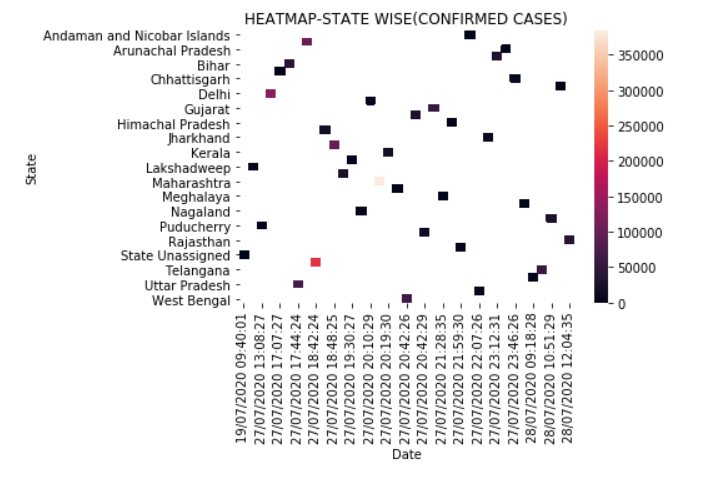 HEATMAP-STATE WISE(CONFIRMED CASES)
Andaman and Nicobar Islands
Arunachal Pradesh
Bihar
Chhattisgarh
Delhi
Gujarat
Himachal Pradesh
Jharkhand
Kerala
Lakshadweep
Maharashtra
Meghalaya
Nagaland
Puducherry
Rajasthan
State Unassigned
Telangana
Uttar Pradesh
West Bengal
State
350000
300000
250000
200000
150000
100000
50000
0
19/07/2020 09:40:01
27/07/2020 13:08:27
27/07/2020 17:07:27
27/07/2020 17:44:24
27/07/2020 18:42:24
27/07/2020 18:48:25
27/07/2020 19:30:27
27/07/2020 20:10:29
27/07/2020 20:19:30
27/07/2020 20:42:26
27/07/2020 20:42:29
27/07/2020 21:28:35
27/07/2020 21:59:30
27/07/2020 22:07:26
27/07/2020 23:12:31
27/07/2020 23:46:26
28/07/2020 09:18:28
28/07/2020 10:51:29
28/07/2020 12:04:35
Date